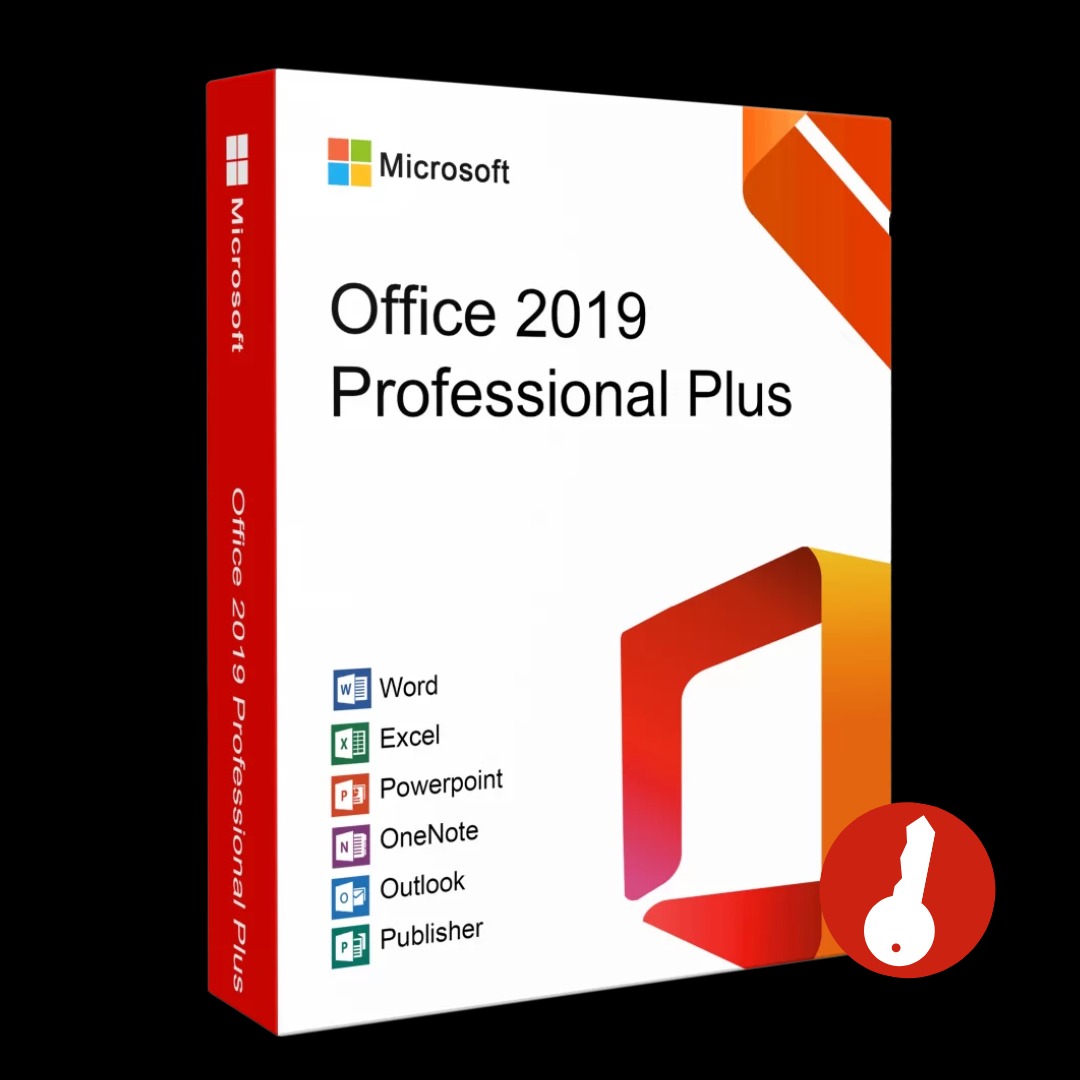 Microsoft
Office 2019
Professional Plus
Word
Excel
Powerpoint
OneNote
Outlook
Publisher
Microsoft
Office 2019 Professional Plus